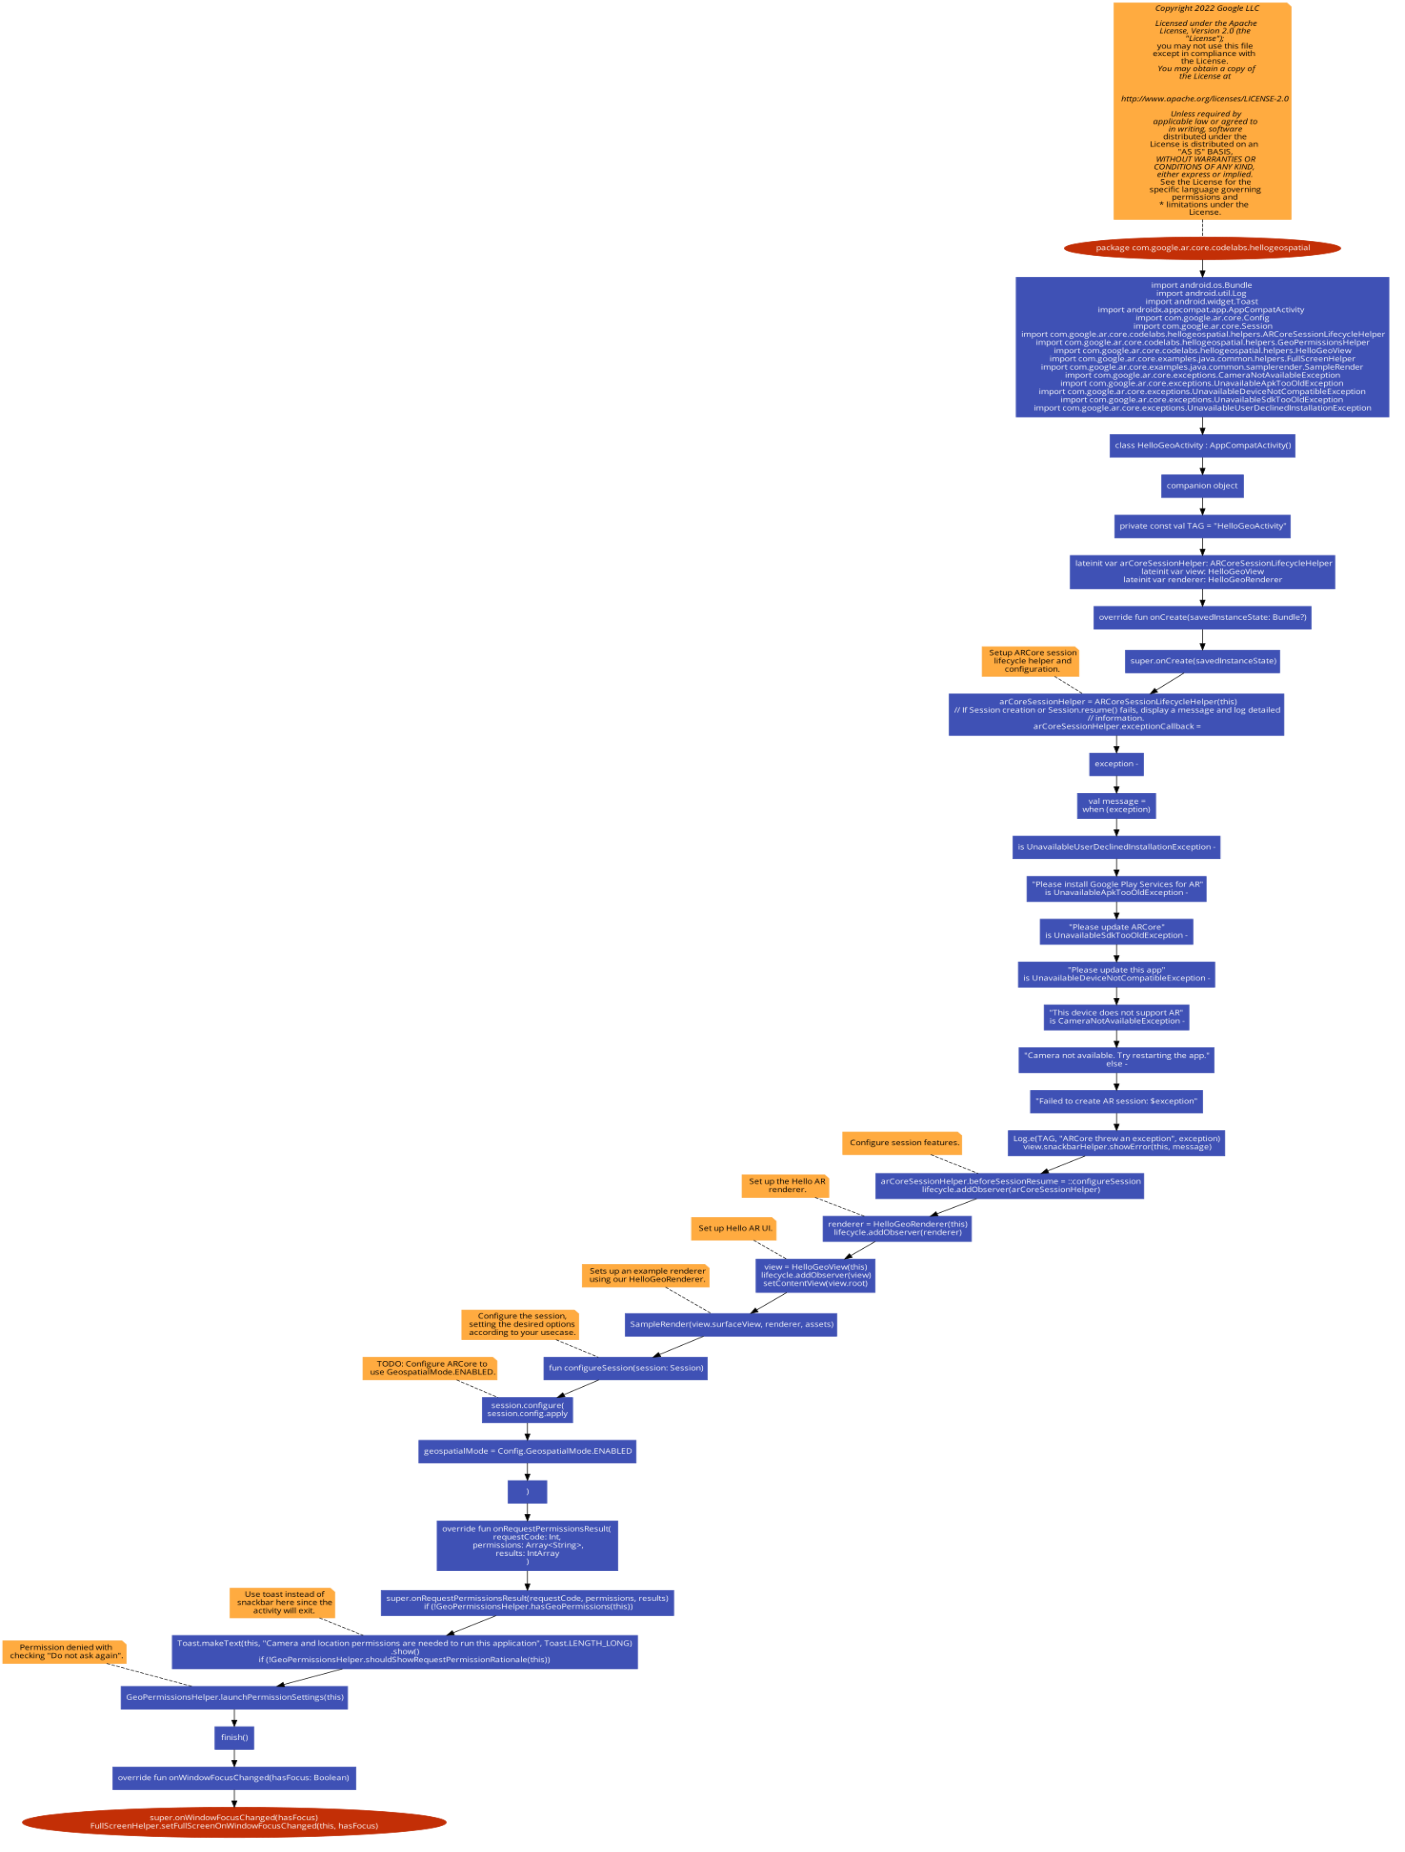 Copyright 2022 Google LLC
Licensed under the Apache
License, Version 2.0 (the
"License");
you may not use this file
except in compliance with
the License.
You may obtain a copy of
the License at
http://www.apache.org/licenses/LICENSE-2.0
Unless required by
applicable law or agreed to
in writing, software
distributed under the
License is distributed on an
"AS IS" BASIS,
WITHOUT WARRANTIES OR
CONDITIONS OF ANY KIND,
either express or implied.
See the License for the
specific language governing
permissions and
* limitations under the
License.
package com.google.ar.core.codelabs.hellogeospatial
import android.os.Bundle
import android.util.Log
import android.widget.Toast
import androidx.appcompat.app.AppCompatActivity
import com.google.ar.core.Config
import com.google.ar.core.Session
import com.google.ar.core.codelabs.hellogeospatial.helpers.ARCoreSessionLifecycleHelper
import com.google.ar.core.codelabs.hellogeospatial.helpers.GeoPermissionsHelper
import com.google.ar.core.codelabs.hellogeospatial.helpers.HelloGeoView
import com.google.ar.core.examples.java.common.helpers.FullScreenHelper
import com.google.ar.core.examples.java.common.samplerender.SampleRender
import com.google.ar.core.exceptions.CameraNotAvailableException
import com.google.ar.core.exceptions.UnavailableApkTooOldException
import com.google.ar.core.exceptions.UnavailableDeviceNotCompatibleException
import com.google.ar.core.exceptions.UnavailableSdkTooOldException
import com.google.ar.core.exceptions.UnavailableUserDeclinedInstallationException
class HelloGeoActivity : AppCompatActivity()
companion object
private const val TAG = "HelloGeoActivity"
lateinit var arCoreSessionHelper: ARCoreSessionLifecycleHelper
lateinit var view: HelloGeoView
lateinit var renderer: HelloGeoRenderer
override fun onCreate(savedInstanceState: Bundle?)
Setup ARCore session
lifecycle helper and
configuration.
super.onCreate(savedInstanceState)
arCoreSessionHelper = ARCoreSessionLifecycleHelper(this)
// If Session creation or Session.resume() fails, display a message and log detailed
// information.
arCoreSessionHelper.exceptionCallback =
exception -
val message =
when (exception)
is UnavailableUserDeclinedInstallationException -
"Please install Google Play Services for AR"
is UnavailableApkTooOldException -
"Please update ARCore"
is UnavailableSdkTooOldException -
"Please update this app"
is UnavailableDeviceNotCompatibleException -
"This device does not support AR"
is CameraNotAvailableException -
"Camera not available. Try restarting the app."
else -
"Failed to create AR session: $exception"
Log.e(TAG, "ARCore threw an exception", exception)
view.snackbarHelper.showError(this, message)
Configure session features.
arCoreSessionHelper.beforeSessionResume = ::configureSession
lifecycle.addObserver(arCoreSessionHelper)
Set up the Hello AR
renderer.
renderer = HelloGeoRenderer(this)
lifecycle.addObserver(renderer)
Set up Hello AR UI.
view = HelloGeoView(this)
lifecycle.addObserver(view)
setContentView(view.root)
Sets up an example renderer
using our HelloGeoRenderer.
SampleRender(view.surfaceView, renderer, assets)
Configure the session,
setting the desired options
according to your usecase.
fun configureSession(session: Session)
TODO: Configure ARCore to
use GeospatialMode.ENABLED.
session.configure(
session.config.apply
geospatialMode = Config.GeospatialMode.ENABLED
)
override fun onRequestPermissionsResult(
requestCode: Int,
permissions: Array<String>,
results: IntArray
)
super.onRequestPermissionsResult(requestCode, permissions, results)
if (!GeoPermissionsHelper.hasGeoPermissions(this))
Use toast instead of
snackbar here since the
activity will exit.
Toast.makeText(this, "Camera and location permissions are needed to run this application", Toast.LENGTH_LONG)
.show()
if (!GeoPermissionsHelper.shouldShowRequestPermissionRationale(this))
Permission denied with
checking "Do not ask again".
GeoPermissionsHelper.launchPermissionSettings(this)
finish()
override fun onWindowFocusChanged(hasFocus: Boolean)
super.onWindowFocusChanged(hasFocus)
FullScreenHelper.setFullScreenOnWindowFocusChanged(this, hasFocus)